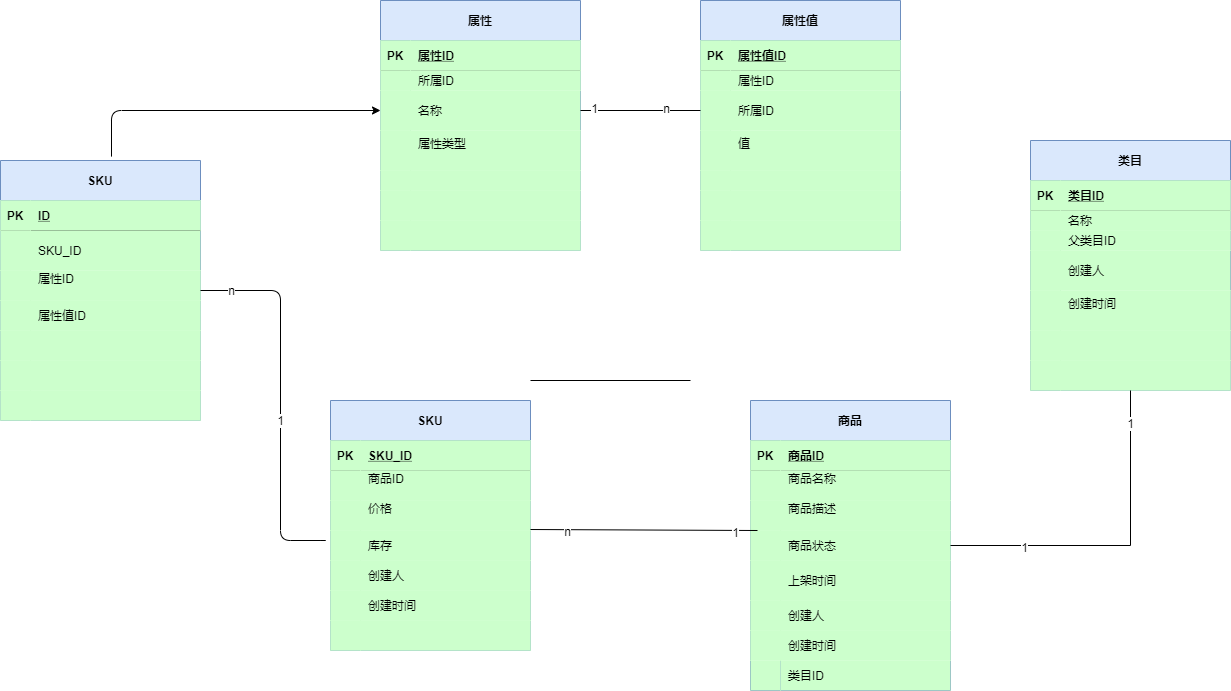 属性
PK 属性ID
所属ID
名称
属性类型
属性值
PK 属性值ID
属性ID
所属ID
值
1
n
类目
PK 类目ID
名称
父类目ID
创建人
创建时间
SKU
PK ID
SKU_ID
属性ID
属性值ID
n
1
SKU
PK SKU_ID
商品ID
价格
库存
创建人
创建时间
n
1
商品
PK 商品ID
商品名称
商品描述
商品状态
上架时间
创建人
创建时间
类目ID
1
1